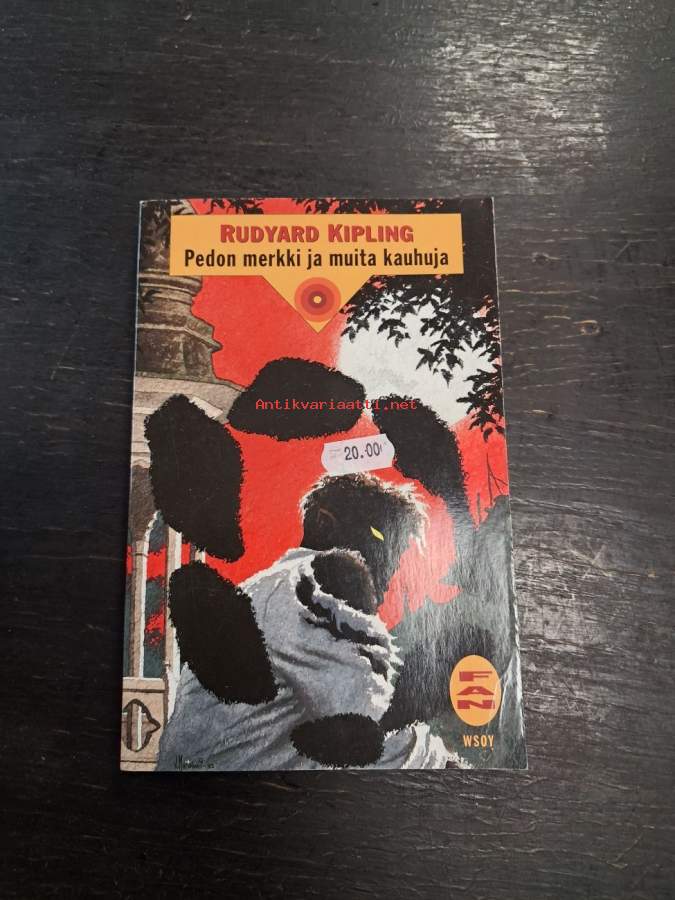 RUDYARD KIPLING
Pedon merkki ja muita kauhuja
Antikvariaatti.net
20.00
FAN
WSOY